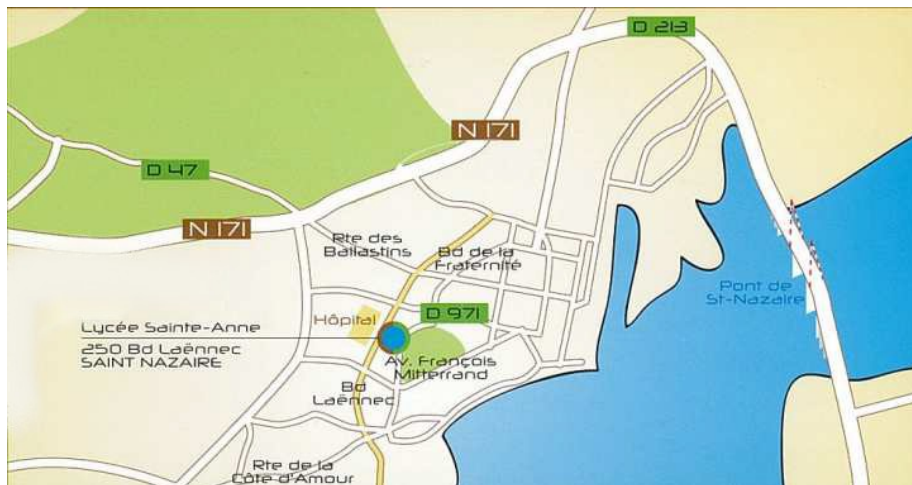 D 213
N 171
D 47
N 171
Rte des
Ballastins
Bd de la
Fraternité
Pont de
St-Nazaire
Hôpital
D 971
Lycée Sainte-Anne
250 Bd Laënnec
SAINT NAZAIRE
Av. François
Mitterrand
Bd
Laënnec
Rte de la
Côte d'Amour